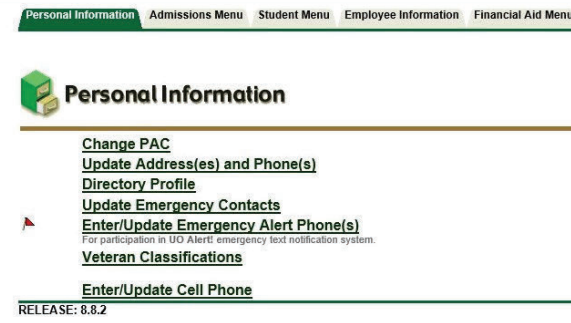 Personal Information Admissions Menu Student Menu Employee Information Financial Aid Menu
Personal Information
Change PAC
Update Address(es) and Phone(s)
Directory Profile
Update Emergency Contacts
Enter/Update Emergency Alert Phone(s)
For participation in UO Alert! emergency text notification system.
Veteran Classifications
Enter/Update Cell Phone
RELEASE: 8.8.2